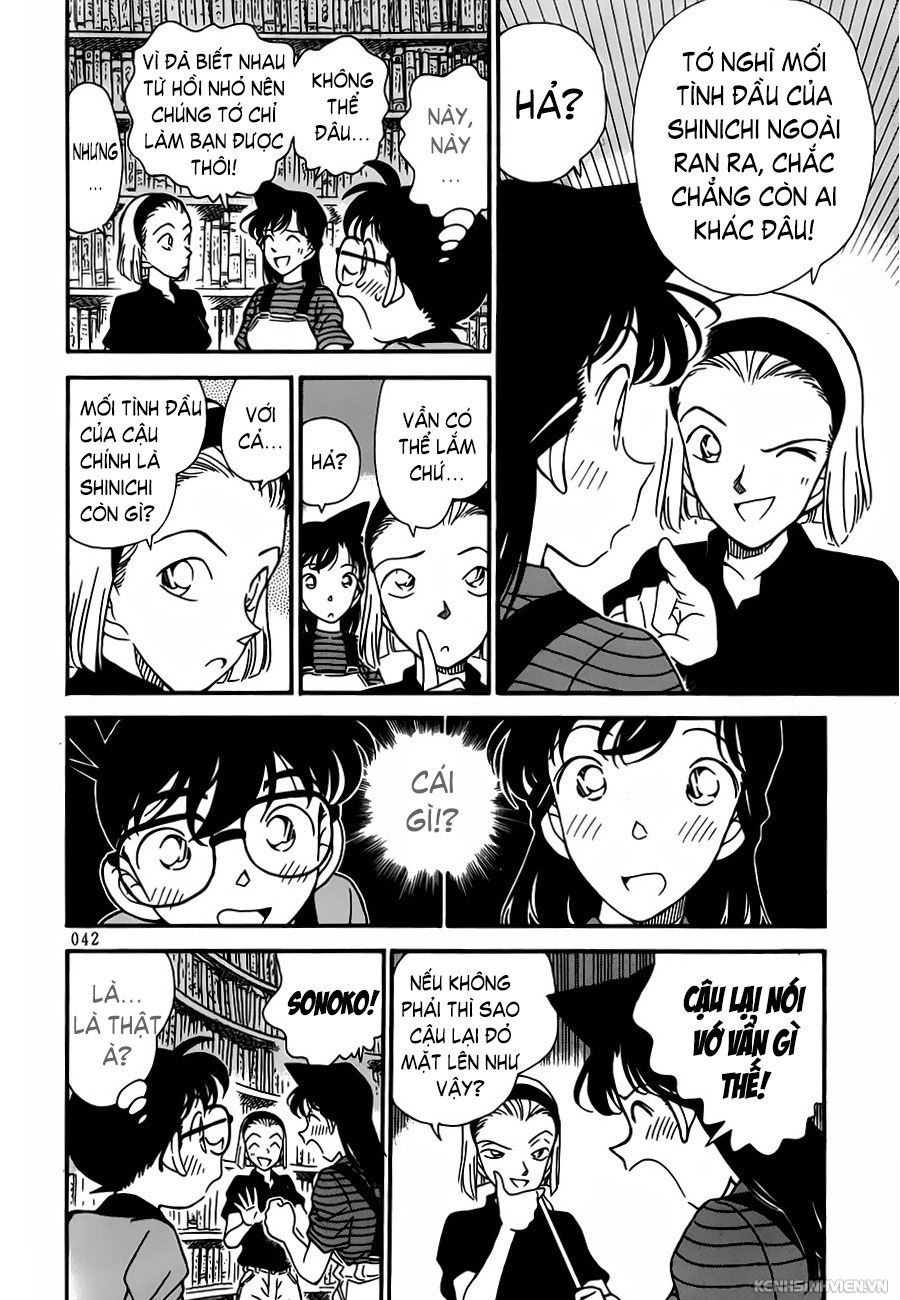 TỚ NGHĨ MỐI
TÌNH ĐẦU CỦA
SHINICHI NGOÀI
RAN RA, CHẮC
CHẲNG CÒN AI
KHÁC ĐÂU!
HẢ?
NÀY,
NÀY
...
KHÔNG
THỂ
ĐÂU...
VÌ ĐÃ BIẾT NHAU
TỪ HỒI NHỎ NÊN
CHÚNG TỚ CHỈ
LÀM BẠN ĐƯỢC
THÔI!
NHƯNG
...
VẪN CÓ
THỂ LẮM
CHỨ...
HẢ?
VỚI
CẢ...
MỐI TÌNH ĐẦU
CỦA CẬU
CHÍNH LÀ
SHINICHI
CÒN GÌ?
CÁI
GÌ!?
042
CẬU LẠI NÓI
VỚ VẨN GÌ
THẾ!
NẾU KHÔNG
PHẢI THÌ SAO
CẬU LẠI ĐỎ
MẶT LÊN NHƯ
VẬY?
SONOKO!
LÀ...
LÀ THẬT
À?
KENHSINHVIEN.VN